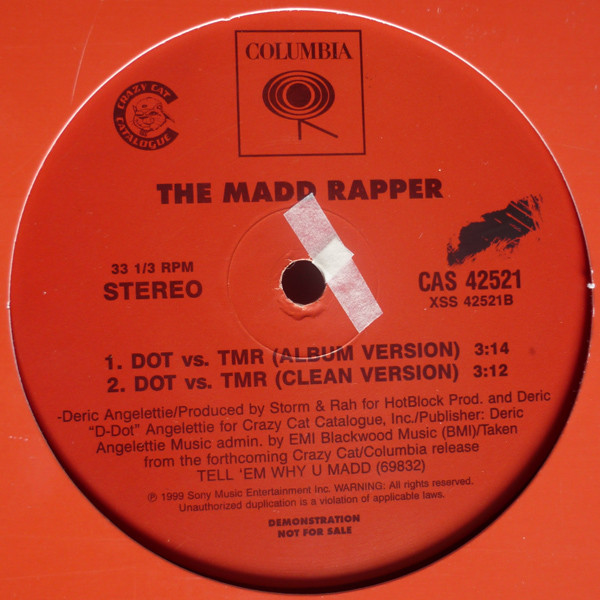 COLUMBIA
CRAZY CAT
CATALOGUE
THE MADD RAPPER
33 1/3 RPM
STEREO
CAS 42521
XSS 42521B
1. DOT vs. TMR (ALBUM VERSION) 3:14
2. DOT vs. TMR (CLEAN VERSION) 3:12
-Deric Angelettie/Produced by Storm & Rah for HotBlock Prod. and Deric
"D-Dot" Angelettie for Crazy Cat Catalogue, Inc./Publisher: Deric
Angelettie Music admin. by EMI Blackwood Music (BMI)/Taken
from the forthcoming Crazy Cat/Columbia release
TELL 'EM WHY U MADD (69832)
℗ 1999 Sony Music Entertainment Inc. WARNING: All rights reserved.
Unauthorized duplication is a violation of applicable laws.
DEMONSTRATION
NOT FOR SALE